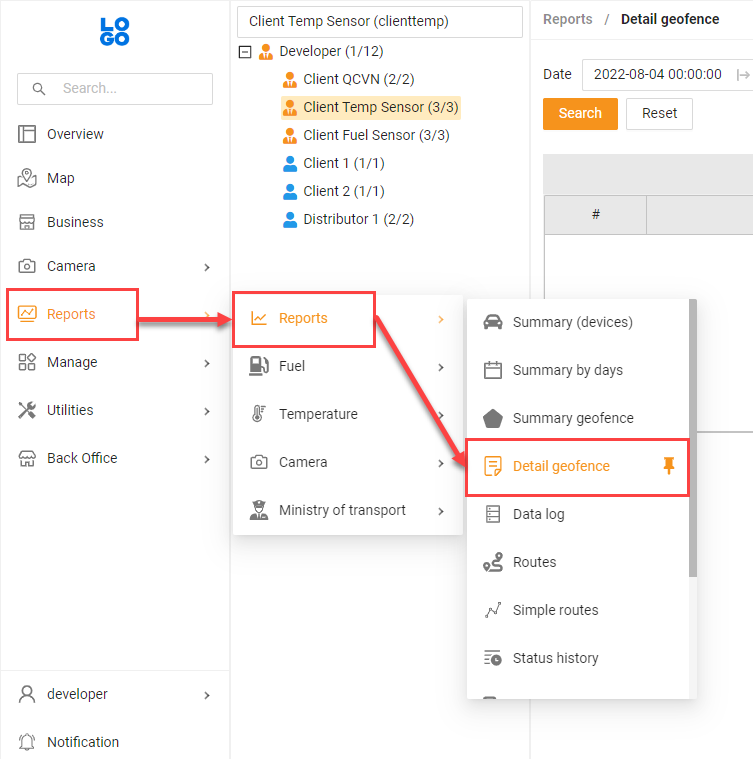 LO
GO
Search...
Overview
Map
Business
Camera
Reports
Manage
Utilities
Back Office
developer
Notification
Client Temp Sensor (clienttemp)
Developer (1/12)
Client QCVN (2/2)
Client Temp Sensor (3/3)
Client Fuel Sensor (3/3)
Client 1 (1/1)
Client 2 (1/1)
Distributor 1 (2/2)
Reports / Detail geofence
Date 2022-08-04 00:00:00
Search Reset
#
Reports
Fuel
Temperature
Camera
Ministry of transport
Summary (devices)
Summary by days
Summary geofence
Detail geofence
Data log
Routes
Simple routes
Status history